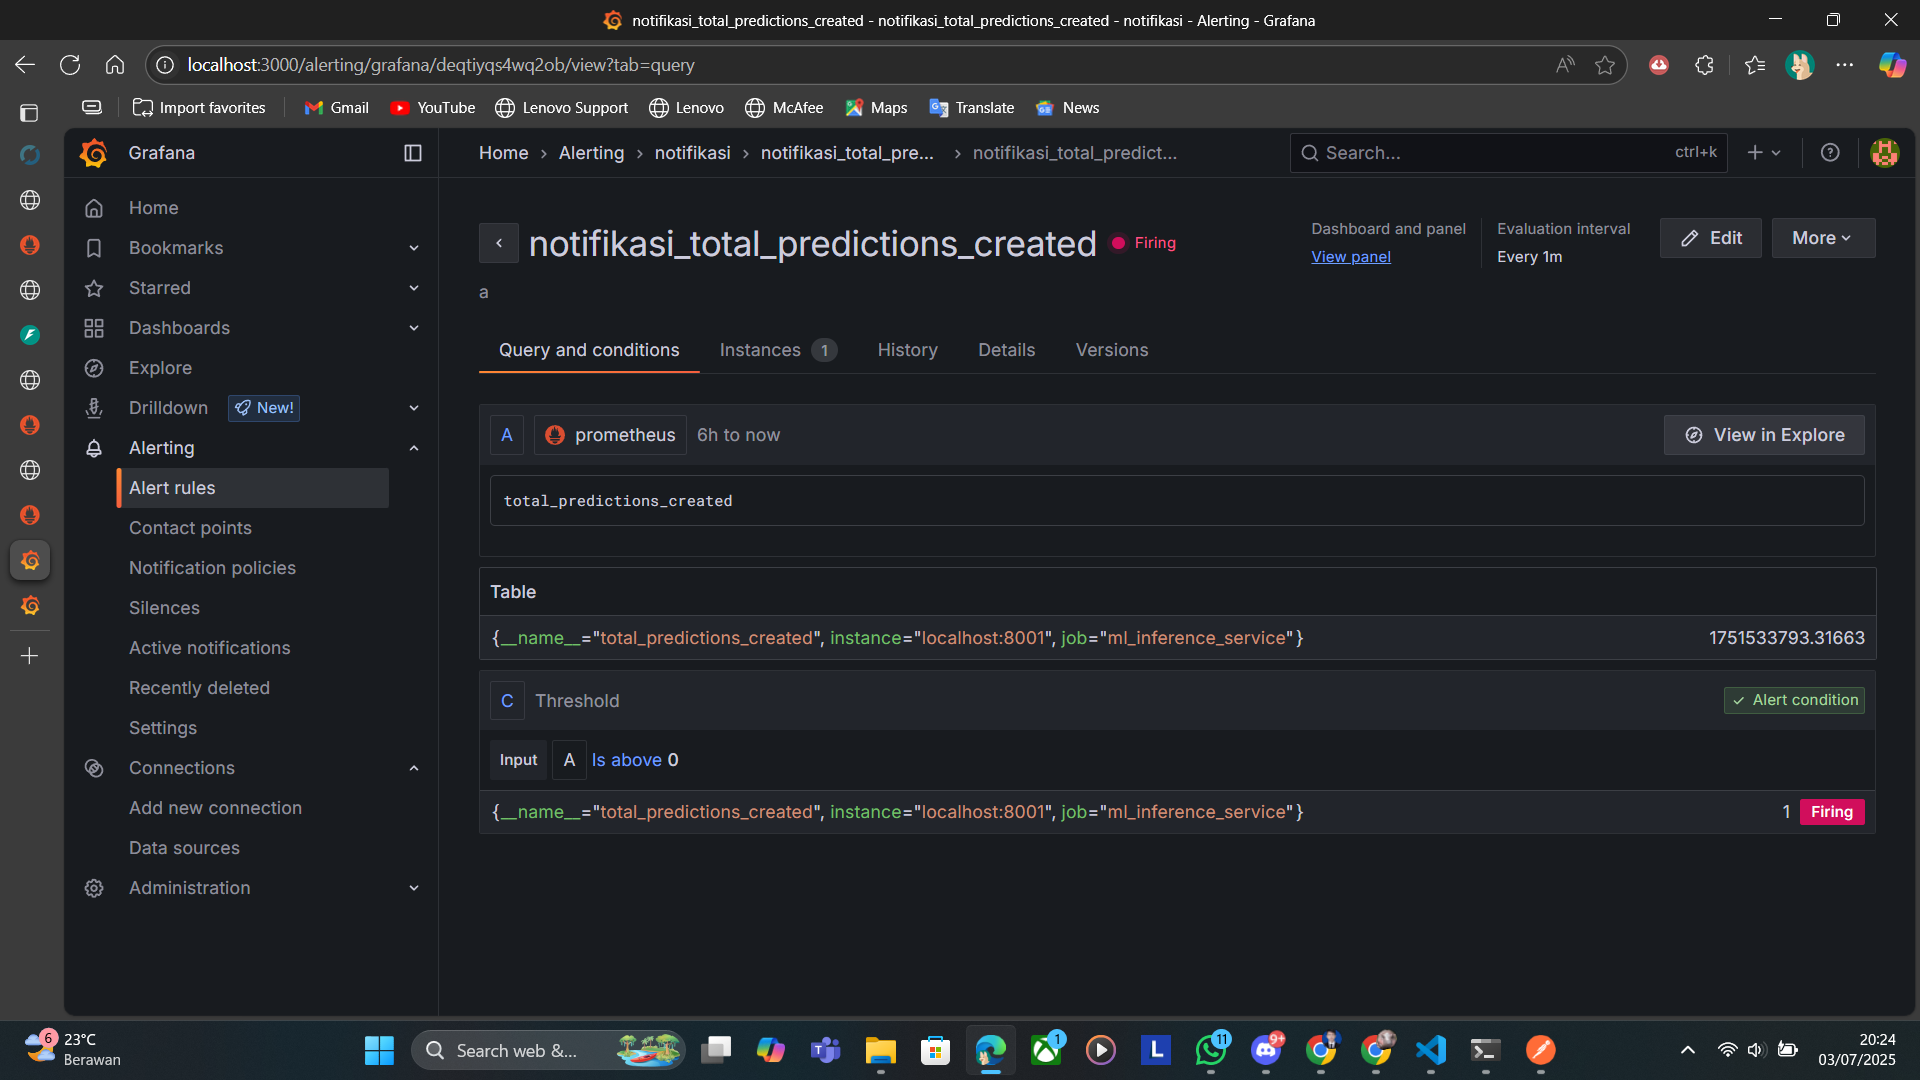 notifikasi_total_predictions_created - notifikasi_total_predictions_created - notifikasi - Alerting - Grafana
localhost:3000/alerting/grafana/deqtiyqs4wq2ob/view?tab=query
Import favorites
Gmail
YouTube
Lenovo Support
Lenovo
McAfee
Maps
Translate
News
Grafana
Home › Alerting › notifikasi › notifikasi_total_pre... › notifikasi_total_predict...
Search...
ctrl+k
Home
Bookmarks
Starred
Dashboards
Explore
Drilldown
New!
Alerting
Alert rules
Contact points
Notification policies
Silences
Active notifications
Recently deleted
Settings
Connections
Add new connection
Data sources
Administration
notifikasi_total_predictions_created
Firing
Dashboard and panel
View panel
Evaluation interval
Every 1m
Edit
More
a
Query and conditions
Instances 1
History
Details
Versions
A
prometheus
6h to now
View in Explore
total_predictions_created
Table
{__name__="total_predictions_created", instance="localhost:8001", job="ml_inference_service"}
1751533793.31663
C
Threshold
Alert condition
Input A Is above 0
{__name__="total_predictions_created", instance="localhost:8001", job="ml_inference_service"}
1 Firing
6
23°C
Berawan
Search web &...
1
L
11
9+
20:24
03/07/2025